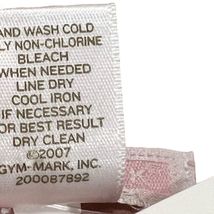 AND WASH COLD
LY NON-CHLORINE
BLEACH
WHEN NEEDED
LINE DRY
COOL IRON
IF NECESSARY
OR BEST RESULT
DRY CLEAN
©2007
GYM-MARK, INC.
200087892